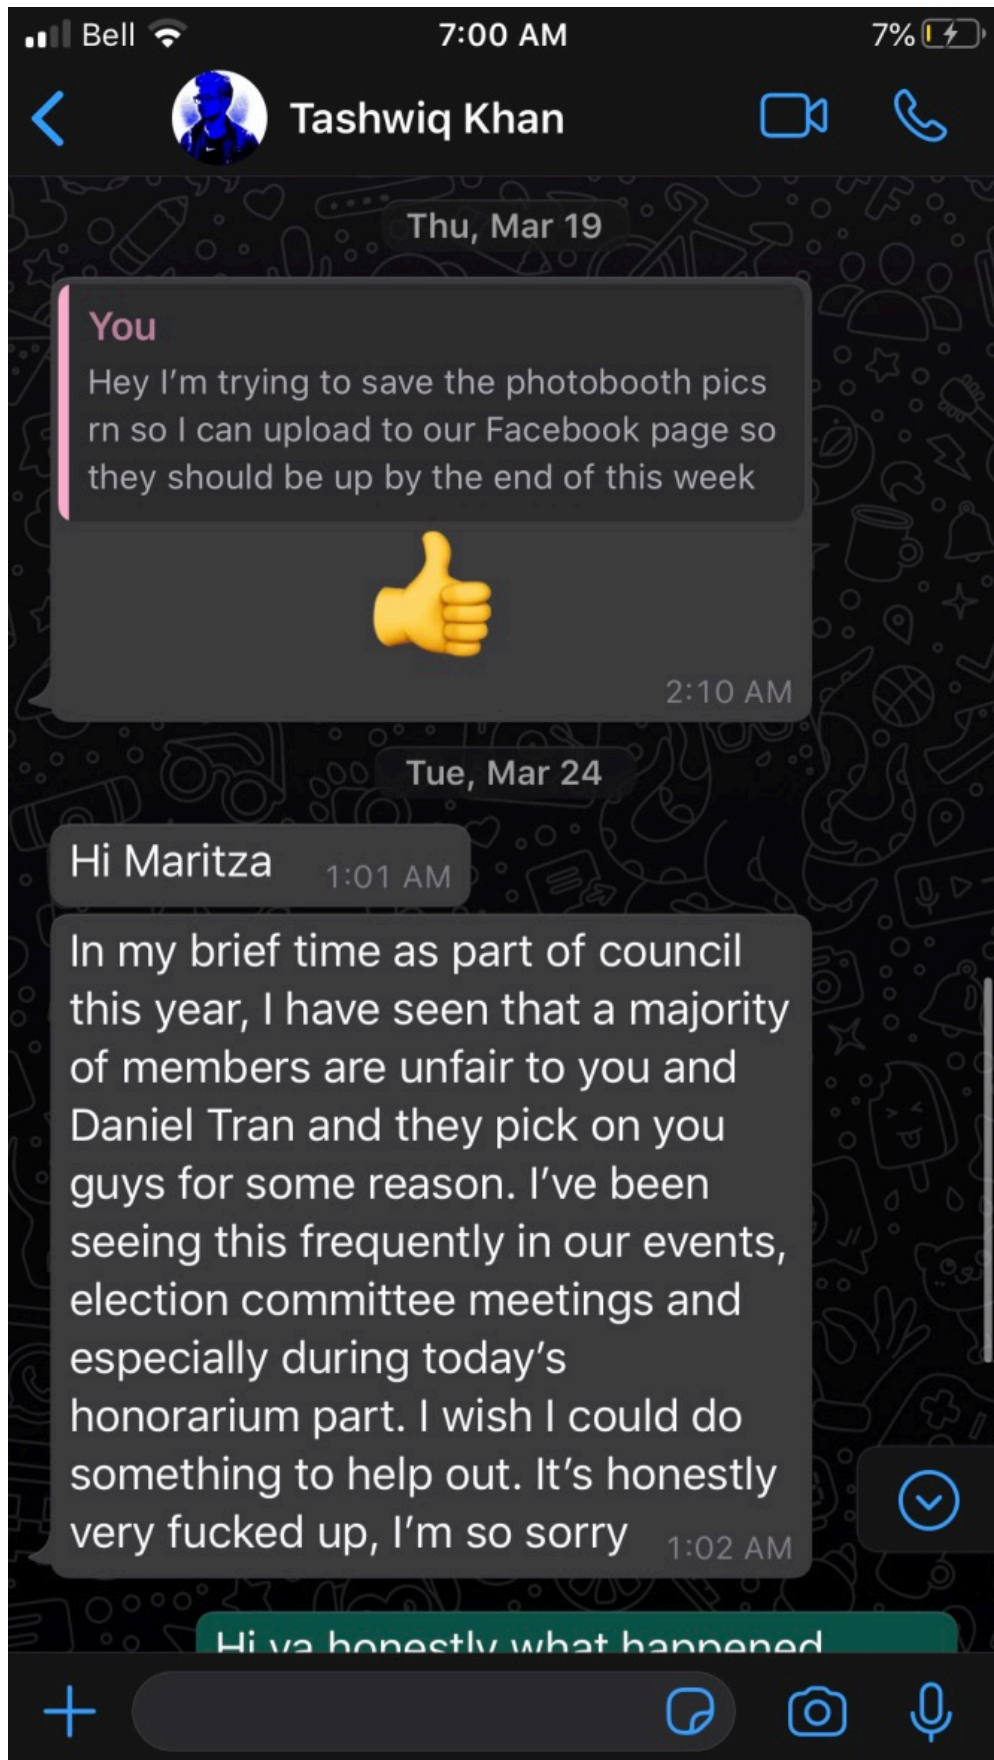 Bell
7:00 AM
7%
Tashwiq Khan
Thu, Mar 19
You
Hey I'm trying to save the photobooth pics
rn so I can upload to our Facebook page so
they should be up by the end of this week
👍
2:10 AM
Tue, Mar 24
Hi Maritza
1:01 AM
In my brief time as part of council
this year, I have seen that a majority
of members are unfair to you and
Daniel Tran and they pick on you
guys for some reason. I've been
seeing this frequently in our events,
election committee meetings and
especially during today's
honorarium part. I wish I could do
something to help out. It's honestly
very fucked up, I'm so sorry
1:02 AM
Hi ya honestly what happened